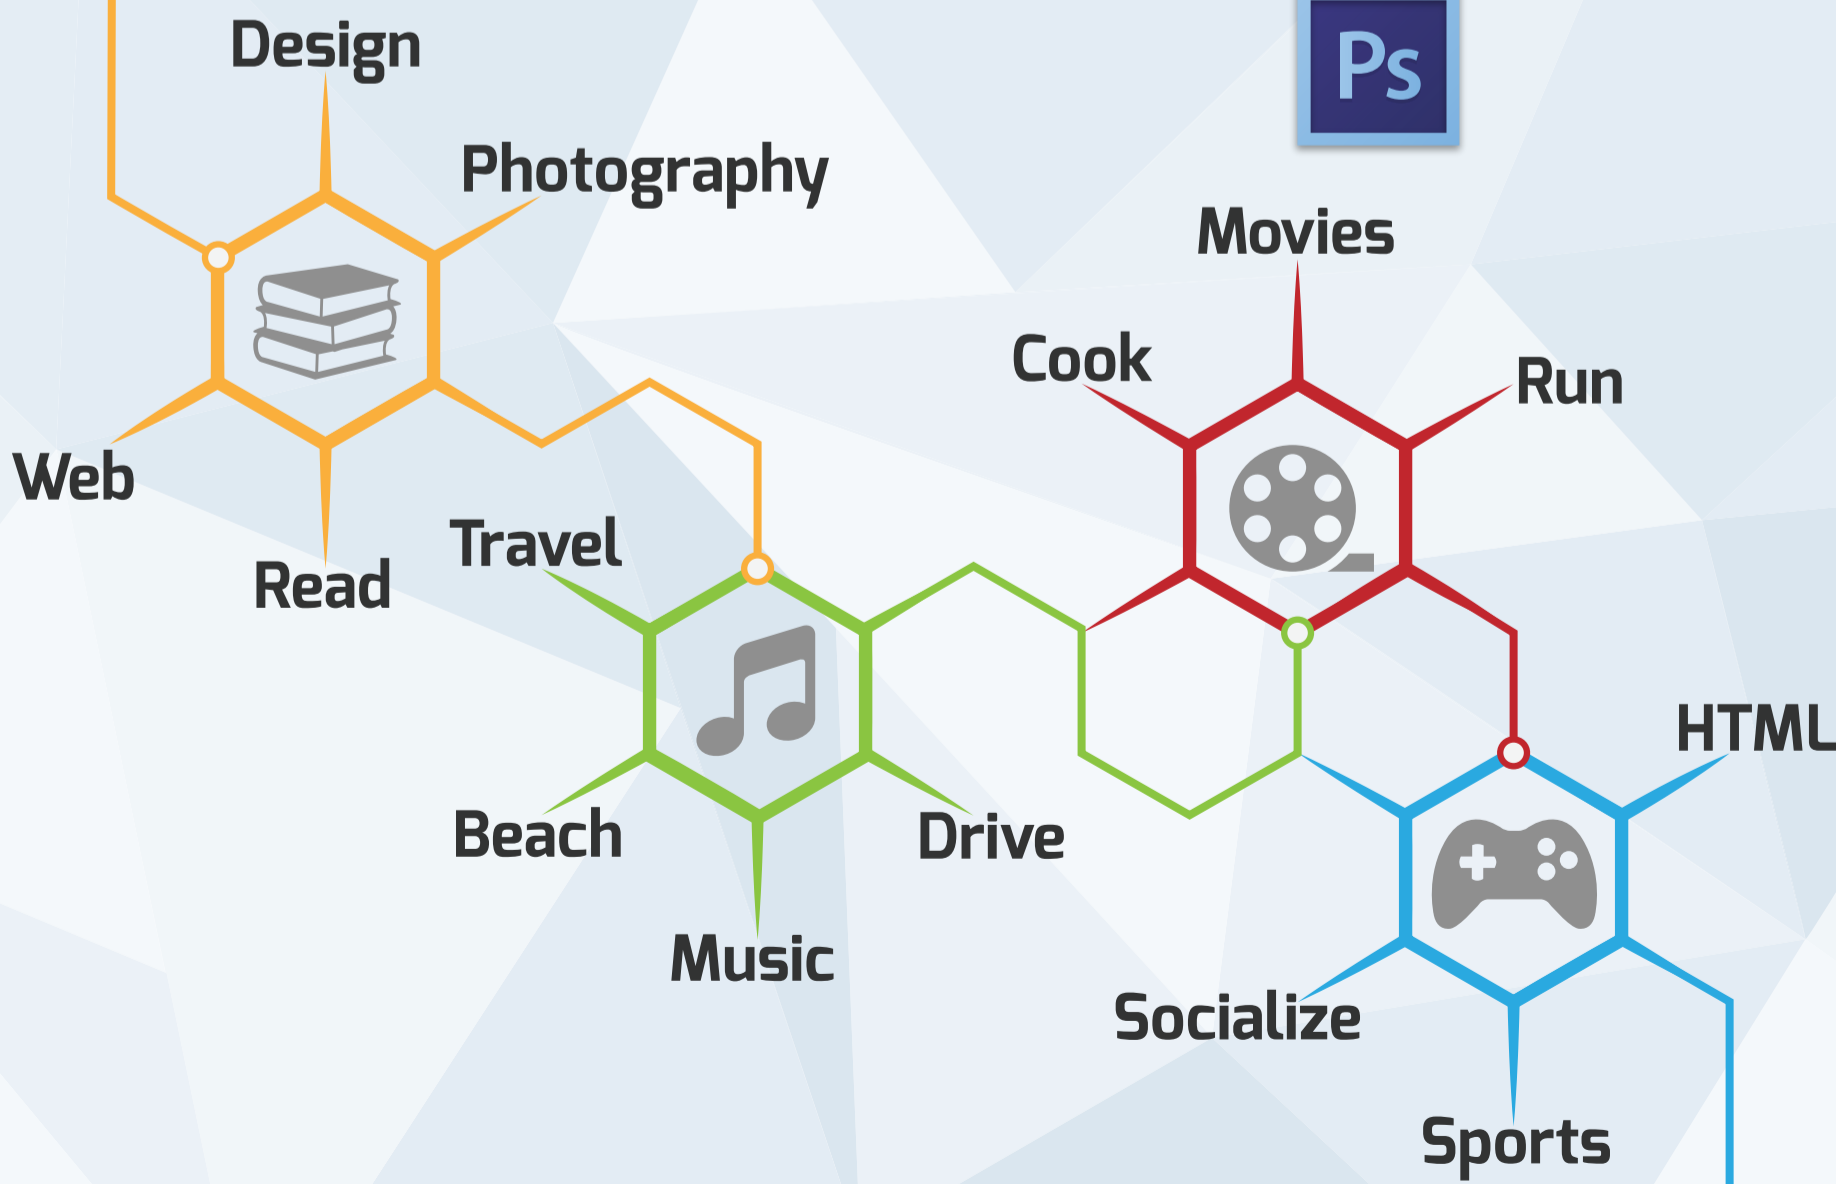 Design
Ps
Photography
Movies
Cook
Run
Web
Travel
Read
HTML
Beach
Drive
Music
Socialize
Sports